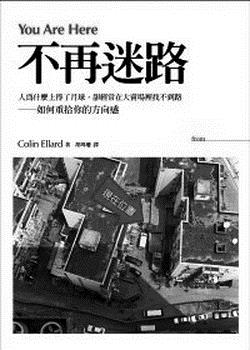 You Are Here
不再迷路
人為什麼上得了月球，卻經常在大賣場裡找不到路
——如何重拾你的方向感
Colin Ellard 著
from
現在位置